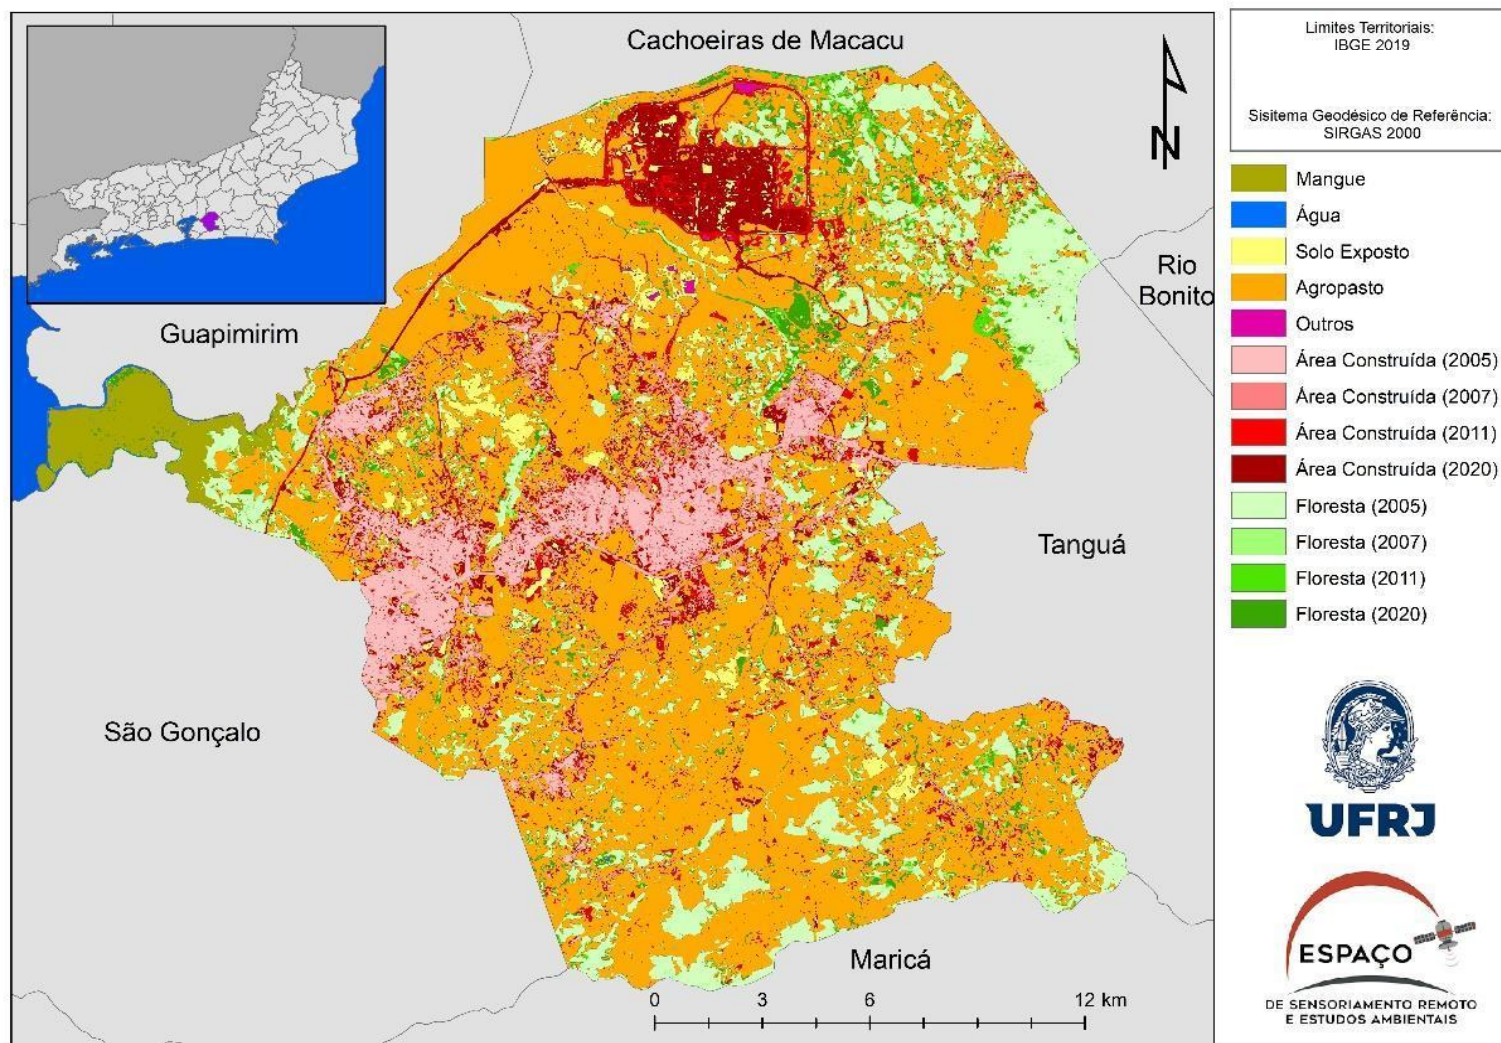 Cachoeiras de Macacu
Guapimirim
Rio
Bonito
Tanguá
São Gonçalo
Maricá
N
0 3 6 12 km
Limites Territoriais:
IBGE 2019
Sisitema Geodésico de Referência:
SIRGAS 2000
Mangue
Água
Solo Exposto
Agropasto
Outros
Área Construída (2005)
Área Construída (2007)
Área Construída (2011)
Área Construída (2020)
Floresta (2005)
Floresta (2007)
Floresta (2011)
Floresta (2020)
UFRJ
ESPAÇO
DE SENSORIAMENTO REMOTO
E ESTUDOS AMBIENTAIS